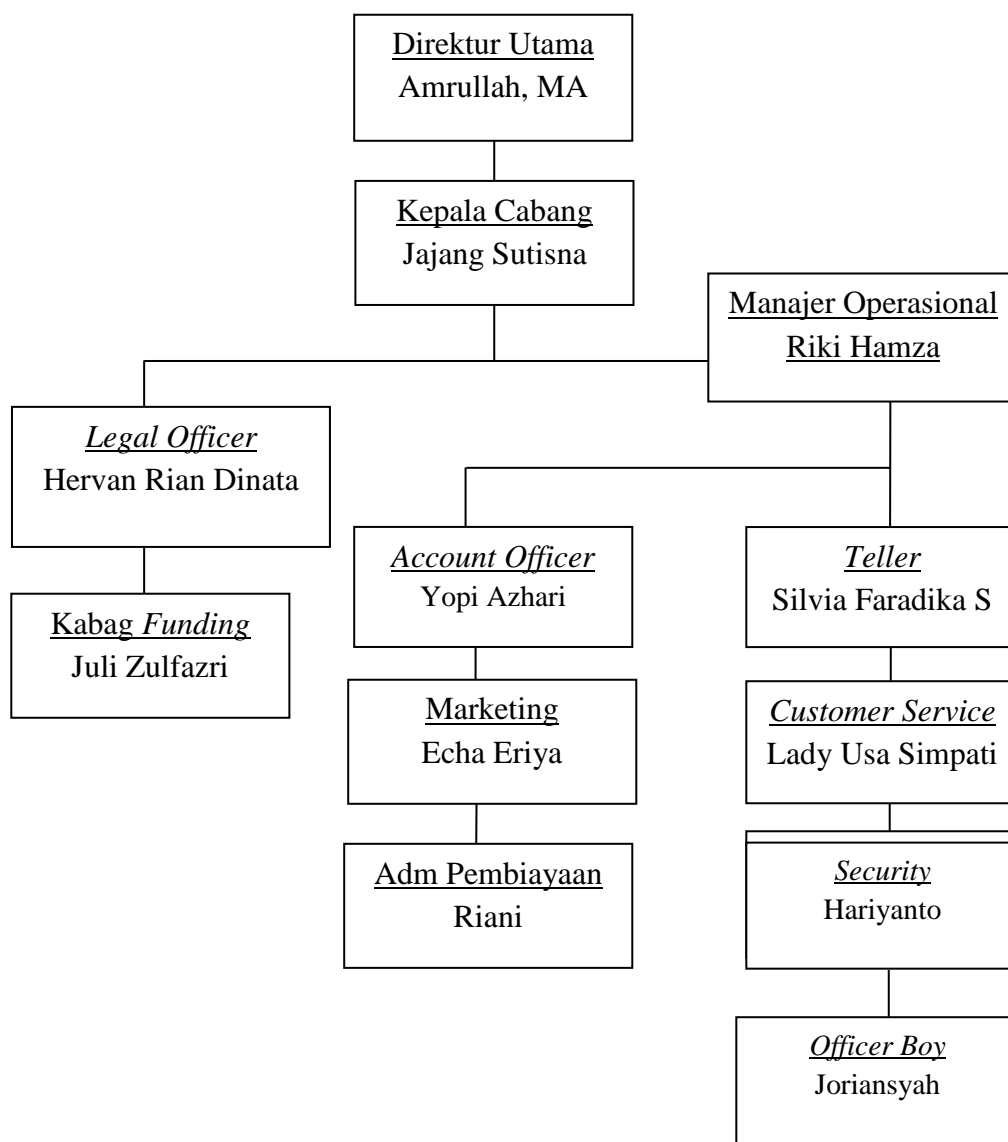 Direktur Utama
Amrullah, MA
Kepala Cabang
Jajang Sutisna
Manajer Operasional
Riki Hamza
Legal Officer
Hervan Rian Dinata
Account Officer
Yopi Azhari
Teller
Silvia Faradika S
Kabag Funding
Juli Zulfazri
Marketing
Echa Eriya
Customer Service
Lady Usa Simpati
Adm Pembiayaan
Riani
Security
Hariyanto
Officer Boy
Joriansyah